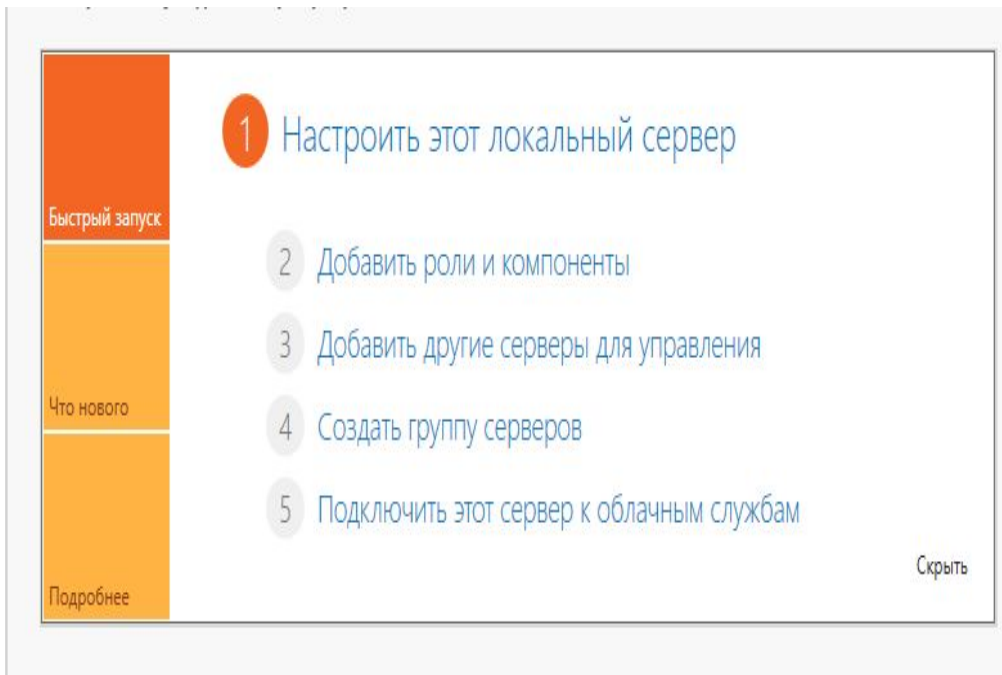 1 Настроить этот локальный сервер
Быстрый запуск
2 Добавить роли и компоненты
3 Добавить другие серверы для управления
Что нового
4 Создать группу серверов
5 Подключить этот сервер к облачным службам
Скрыть
Подробнее